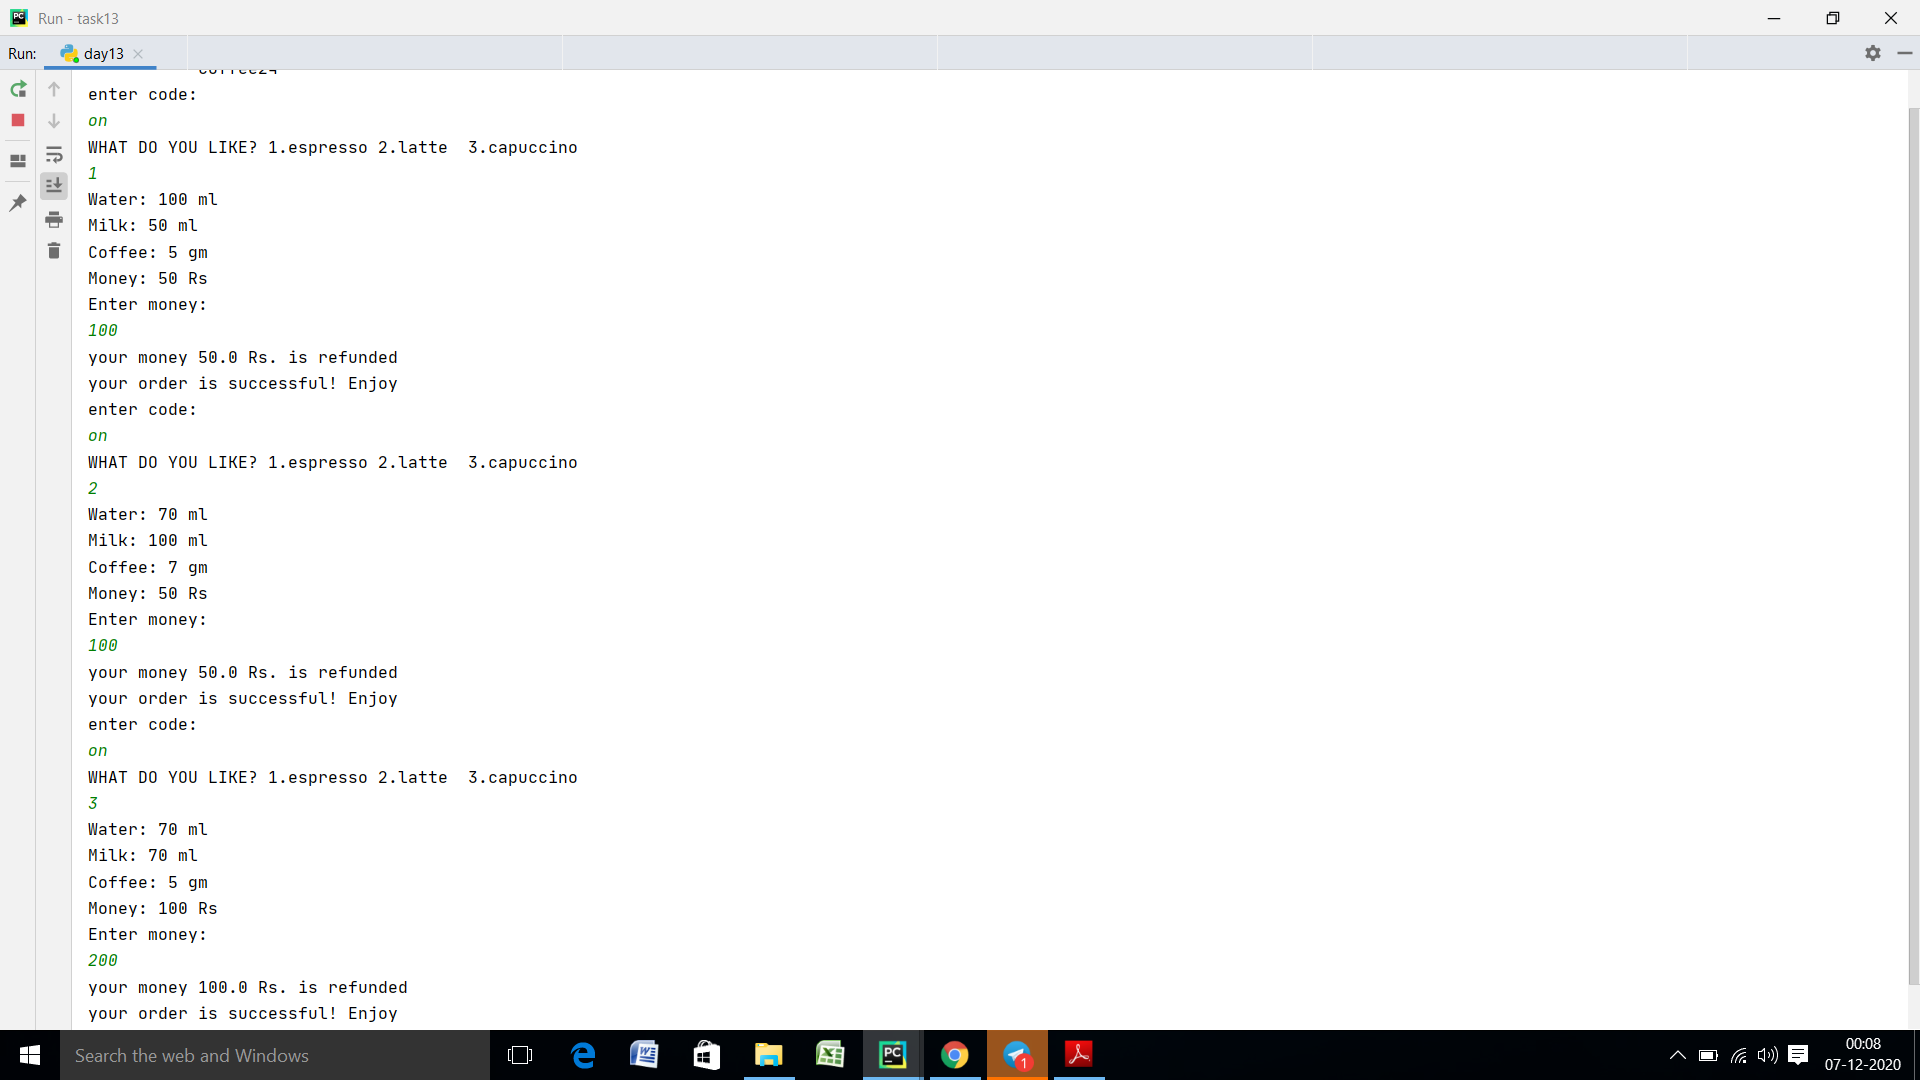 Run - task13
Run: day13
coffee24
enter code:
on
WHAT DO YOU LIKE? 1.espresso 2.latte  3.capuccino
1
Water: 100 ml
Milk: 50 ml
Coffee: 5 gm
Money: 50 Rs
Enter money:
100
your money 50.0 Rs. is refunded
your order is successful! Enjoy
enter code:
on
WHAT DO YOU LIKE? 1.espresso 2.latte  3.capuccino
2
Water: 70 ml
Milk: 100 ml
Coffee: 7 gm
Money: 50 Rs
Enter money:
100
your money 50.0 Rs. is refunded
your order is successful! Enjoy
enter code:
on
WHAT DO YOU LIKE? 1.espresso 2.latte  3.capuccino
3
Water: 70 ml
Milk: 70 ml
Coffee: 5 gm
Money: 100 Rs
Enter money:
200
your money 100.0 Rs. is refunded
your order is successful! Enjoy
Search the web and Windows
1
00:08
07-12-2020